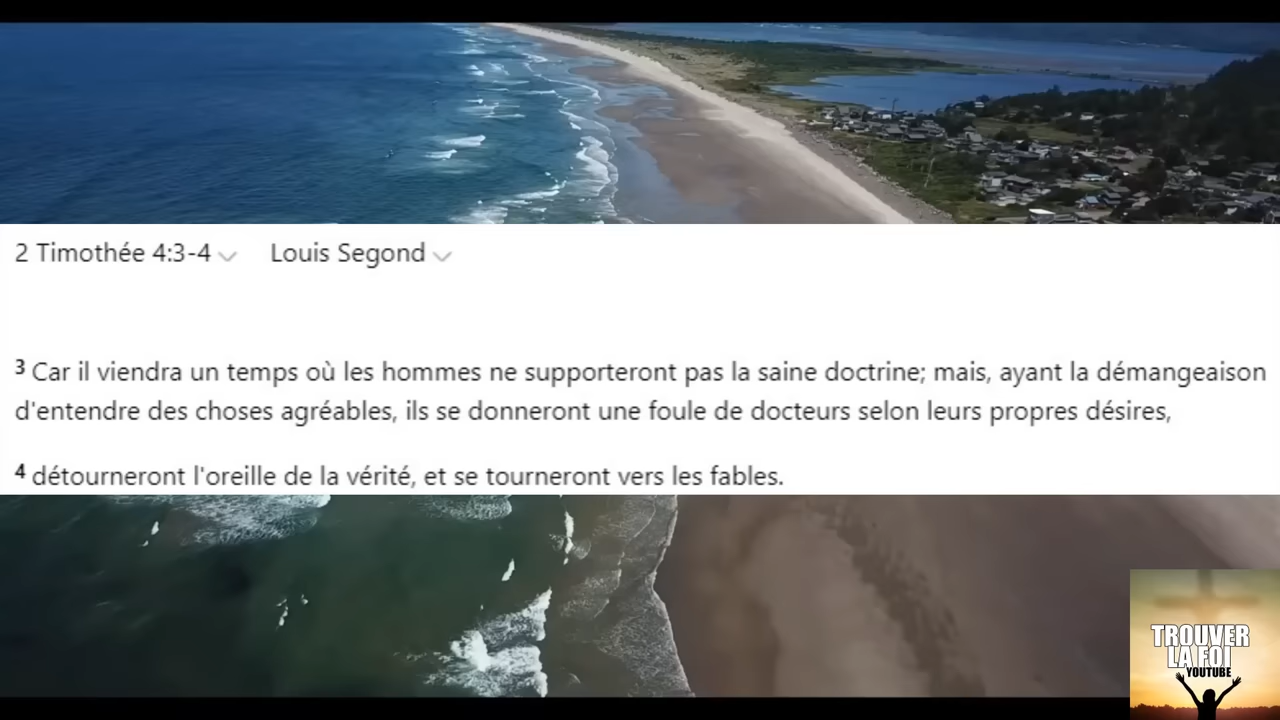 2 Timothée 4:3-4 Louis Segond
3 Car il viendra un temps où les hommes ne supporteront pas la saine doctrine; mais, ayant la démangeaison
d'entendre des choses agréables, ils se donneront une foule de docteurs selon leurs propres désires,
4 détourneront l'oreille de la vérité, et se tourneront vers les fables.
TROUVER
LA FOI
YOUTUBE